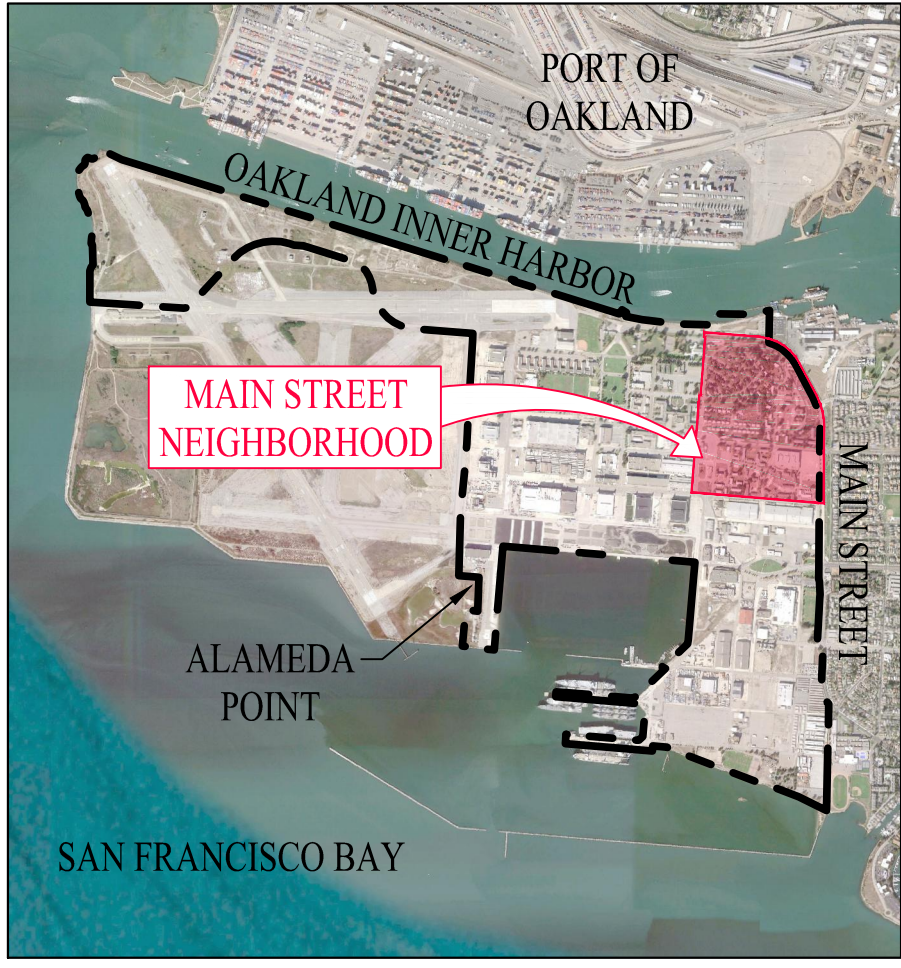 PORT OF
OAKLAND
OAKLAND INNER HARBOR
MAIN STREET
NEIGHBORHOOD
MAIN STREET
ALAMEDA
POINT
SAN FRANCISCO BAY